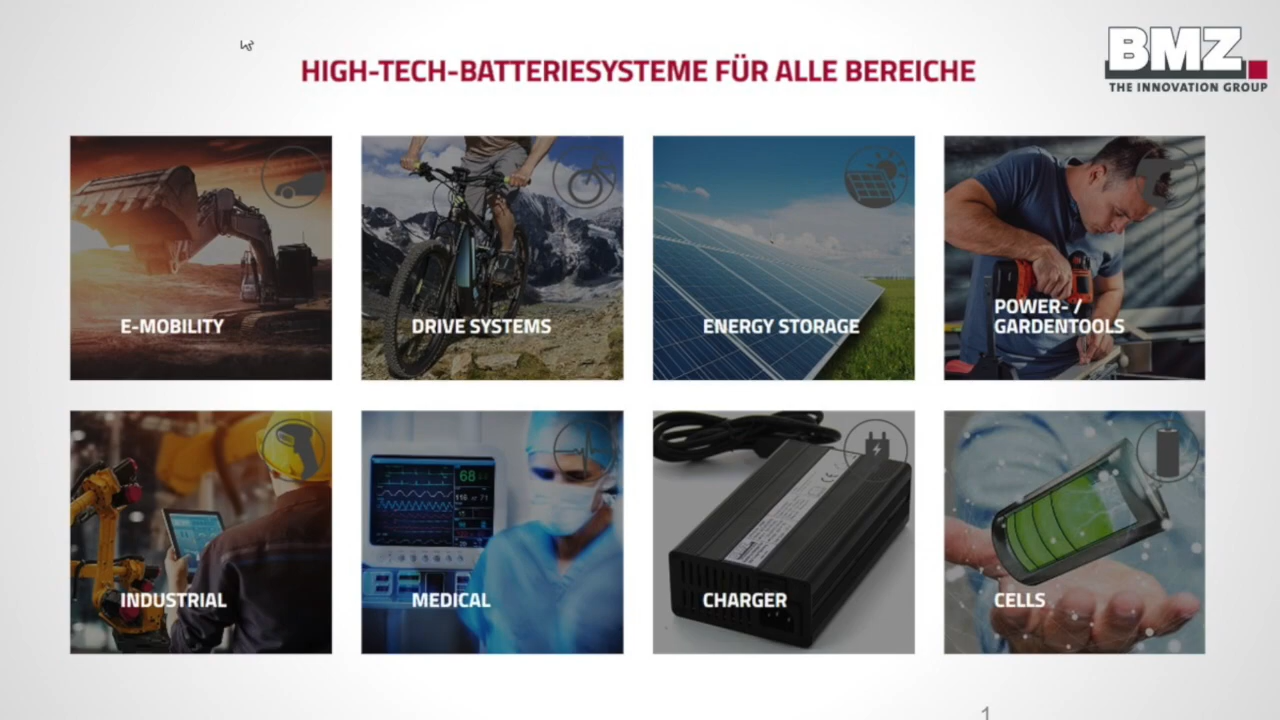 HIGH-TECH-BATTERIESYSTEME FÜR ALLE BEREICHE
BMZ
THE INNOVATION GROUP
E-MOBILITY
DRIVE SYSTEMS
ENERGY STORAGE
POWER- /
GARDENTOOLS
68
INDUSTRIAL
MEDICAL
CHARGER
CELLS
1